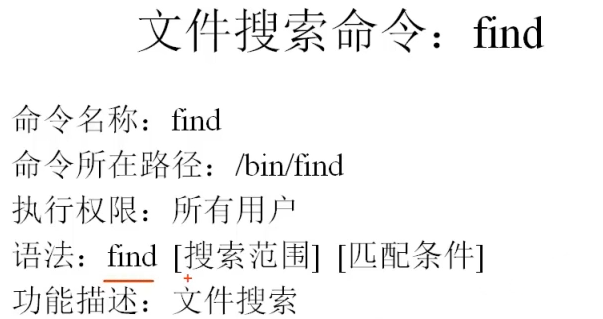 文件搜索命令：find
命令名称：find
命令所在路径：/bin/find
执行权限：所有用户
语法：find [搜索范围] [匹配条件]
功能描述：文件搜索